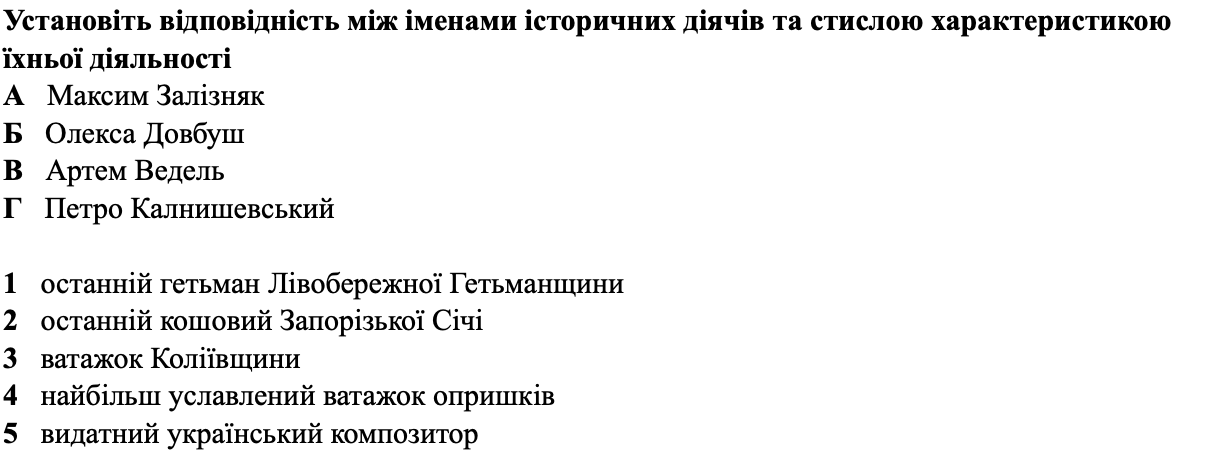 Установіть відповідність між іменами історичних діячів та стислою характеристикою
їхньої діяльності
А Максим Залізняк
Б Олекса Довбуш
В Артем Ведель
Г Петро Калнишевський
1 останній гетьман Лівобережної Гетьманщини
2 останній кошовий Запорізької Січі
3 ватажок Коліївщини
4 найбільш уславлений ватажок опришків
5 видатний український композитор